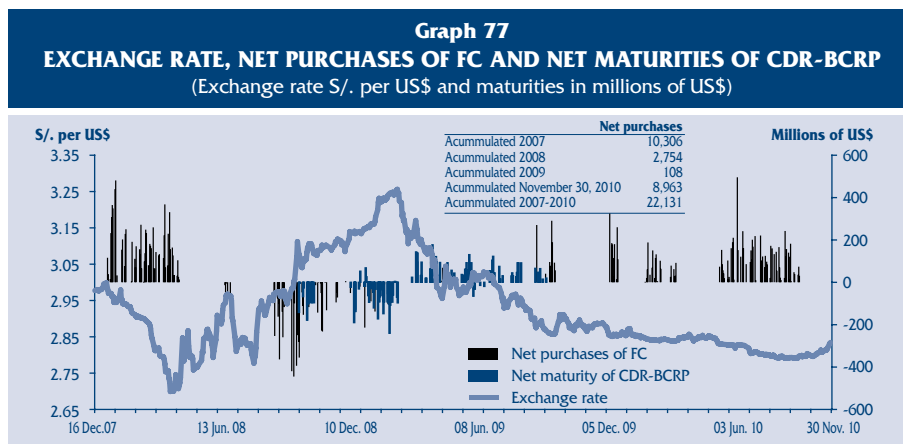 Graph 77
EXCHANGE RATE, NET PURCHASES OF FC AND NET MATURITIES OF CDR-BCRP
(Exchange rate S/. per US$ and maturities in millions of US$)
S/. per US$
Millions of US$
Net purchases
Acummulated 2007 10,306
Acummulated 2008 2,754
Acummulated 2009 108
Acummulated November 30, 2010 8,963
Acummulated 2007-2010 22,131
3.35
3.25
3.15
3.05
2.95
2.85
2.75
2.65
600
400
200
0
-200
-300
-400
-600
Net purchases of FC
Net maturity of CDR-BCRP
Exchange rate
16 Dec.07 13 Jun. 08 10 Dec. 08 08 Jun. 09 05 Dec. 09 03 Jun. 10 30 Nov. 10